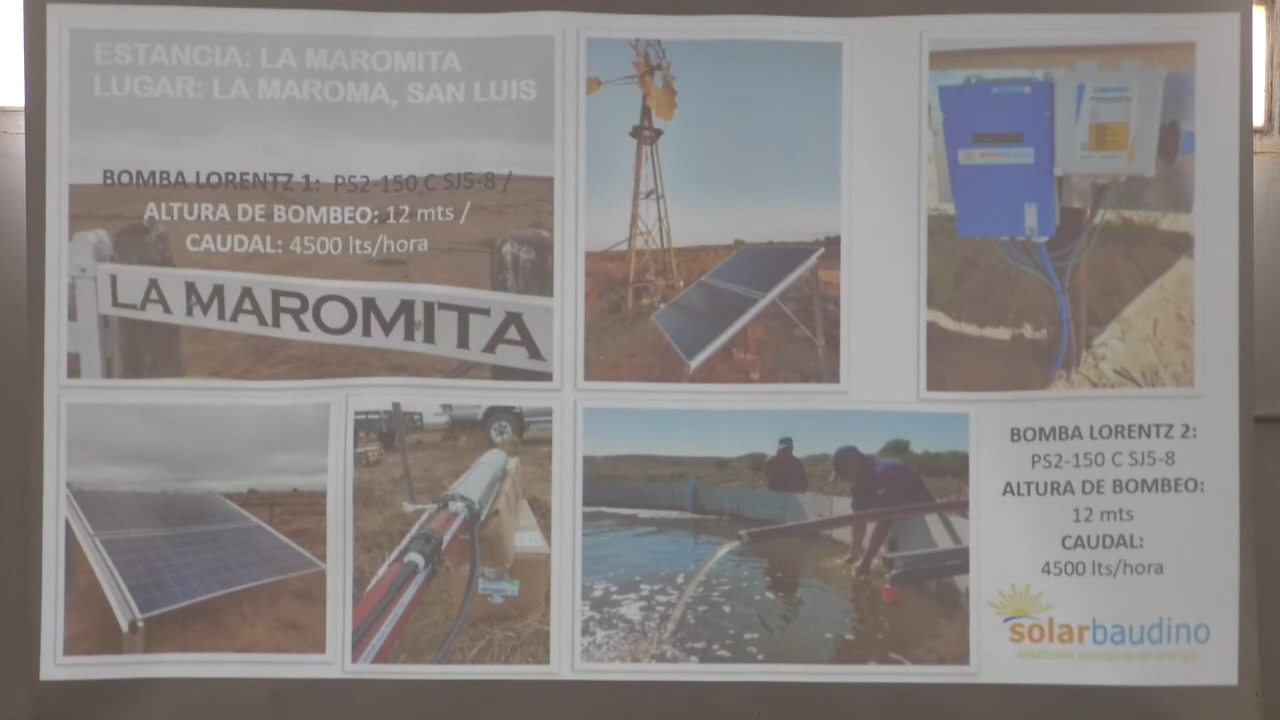 ESTANCIA: LA MAROMITA
LUGAR: LA MAROMA, SAN LUIS
BOMBA LORENTZ 1: PS2-150 C SJ5-8 /
ALTURA DE BOMBEO: 12 mts /
CAUDAL: 4500 lts/hora
LA MAROMITA
BOMBA LORENTZ 2:
PS2-150 C SJ5-8
ALTURA DE BOMBEO:
12 mts
CAUDAL:
4500 lts/hora
solarbaudino